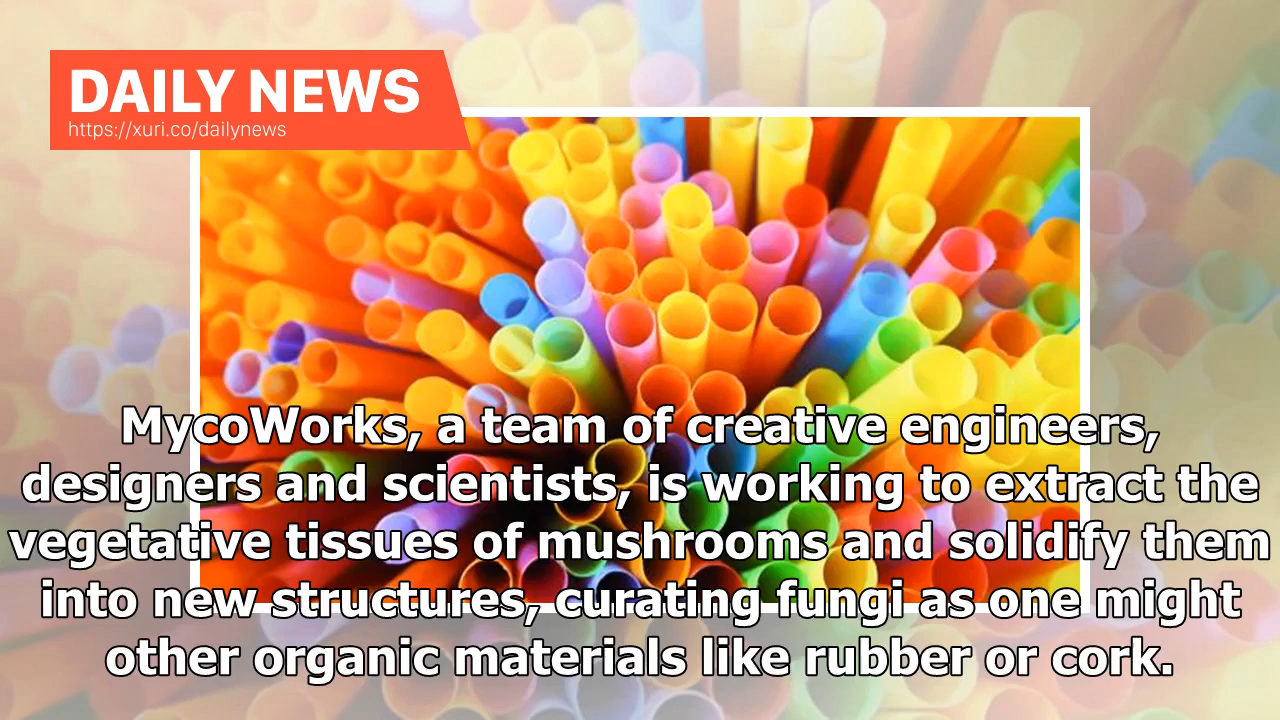 DAILY NEWS
https://xuri.co/dailynews
MycoWorks, a team of creative engineers,
designers and scientists, is working to extract the
vegetative tissues of mushrooms and solidify them
into new structures, curating fungi as one might
other organic materials like rubber or cork.